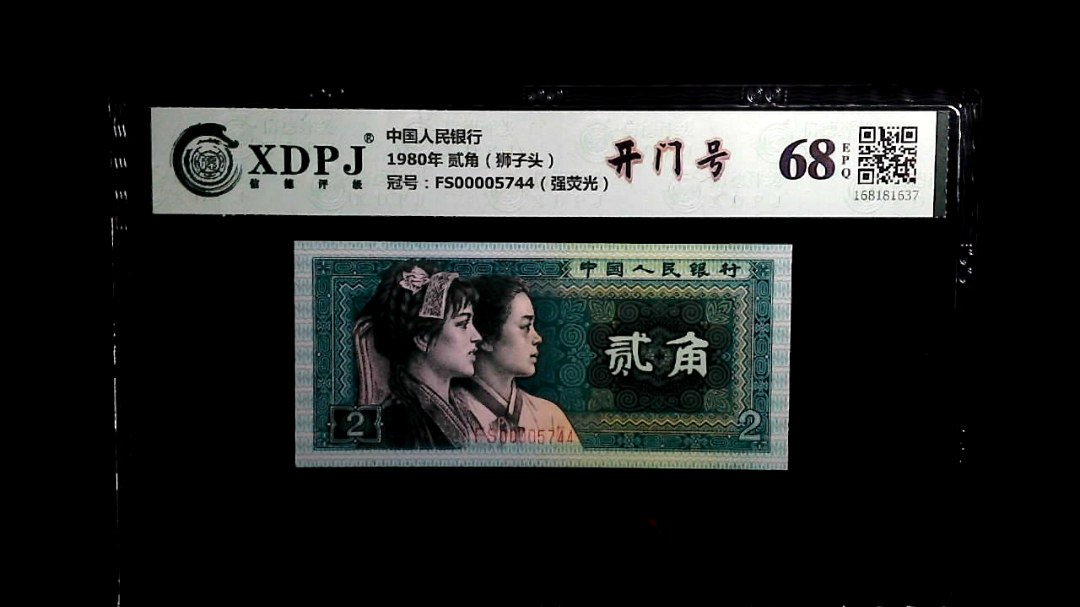 XDPJ®
信德评级
中国人民银行
1980年 贰角（狮子头）
冠号：FS00005744（强荧光）
开门号
68
EPQ
168181637
中国人民银行
贰角
2
2
FS00005744